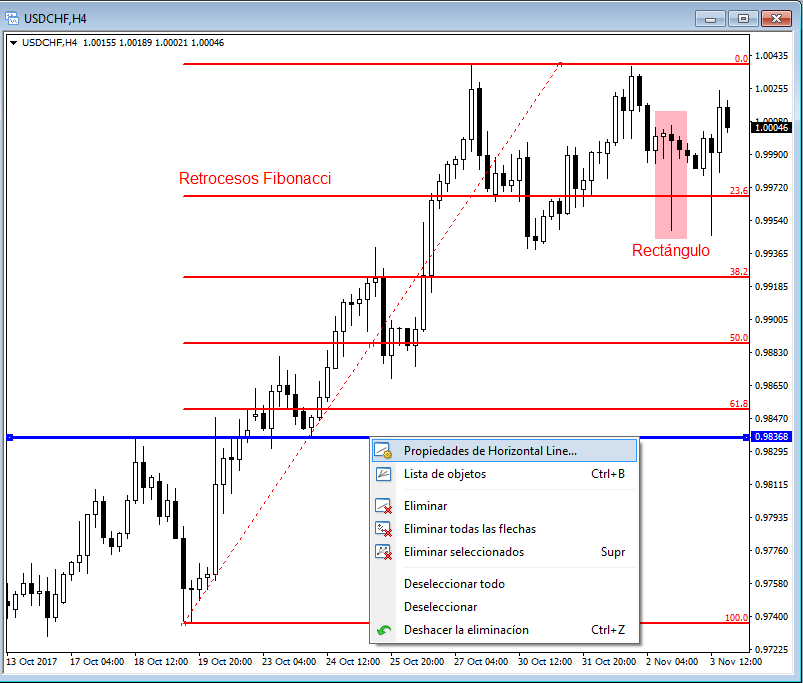 USDCHF,H4
USDCHF,H4 1.00155 1.00189 1.00021 1.00046
0.0
1.00435
1.00255
1.00080
1.00046
0.99900
Retrocesos Fibonacci
23.6
0.99720
0.99540
Rectángulo
0.99365
38.2
0.99185
0.99005
50.0
0.98830
0.98650
61.8
0.98470
0.98368
0.98295
Propiedades de Horizontal Line...
Lista de objetos Ctrl+B
0.98115
Eliminar
0.97935
Eliminar todas las flechas
Eliminar seleccionados Supr
0.97760
Deseleccionar todo
0.97580
Deseleccionar
100.0
0.97400
Deshacer la eliminacíon Ctrl+Z
0.97225
13 Oct 2017 17 Oct 04:00 18 Oct 12:00 19 Oct 20:00 23 Oct 04:00 24 Oct 12:00 25 Oct 20:00 27 Oct 04:00 30 Oct 12:00 31 Oct 20:00 2 Nov 04:00 3 Nov 12:00